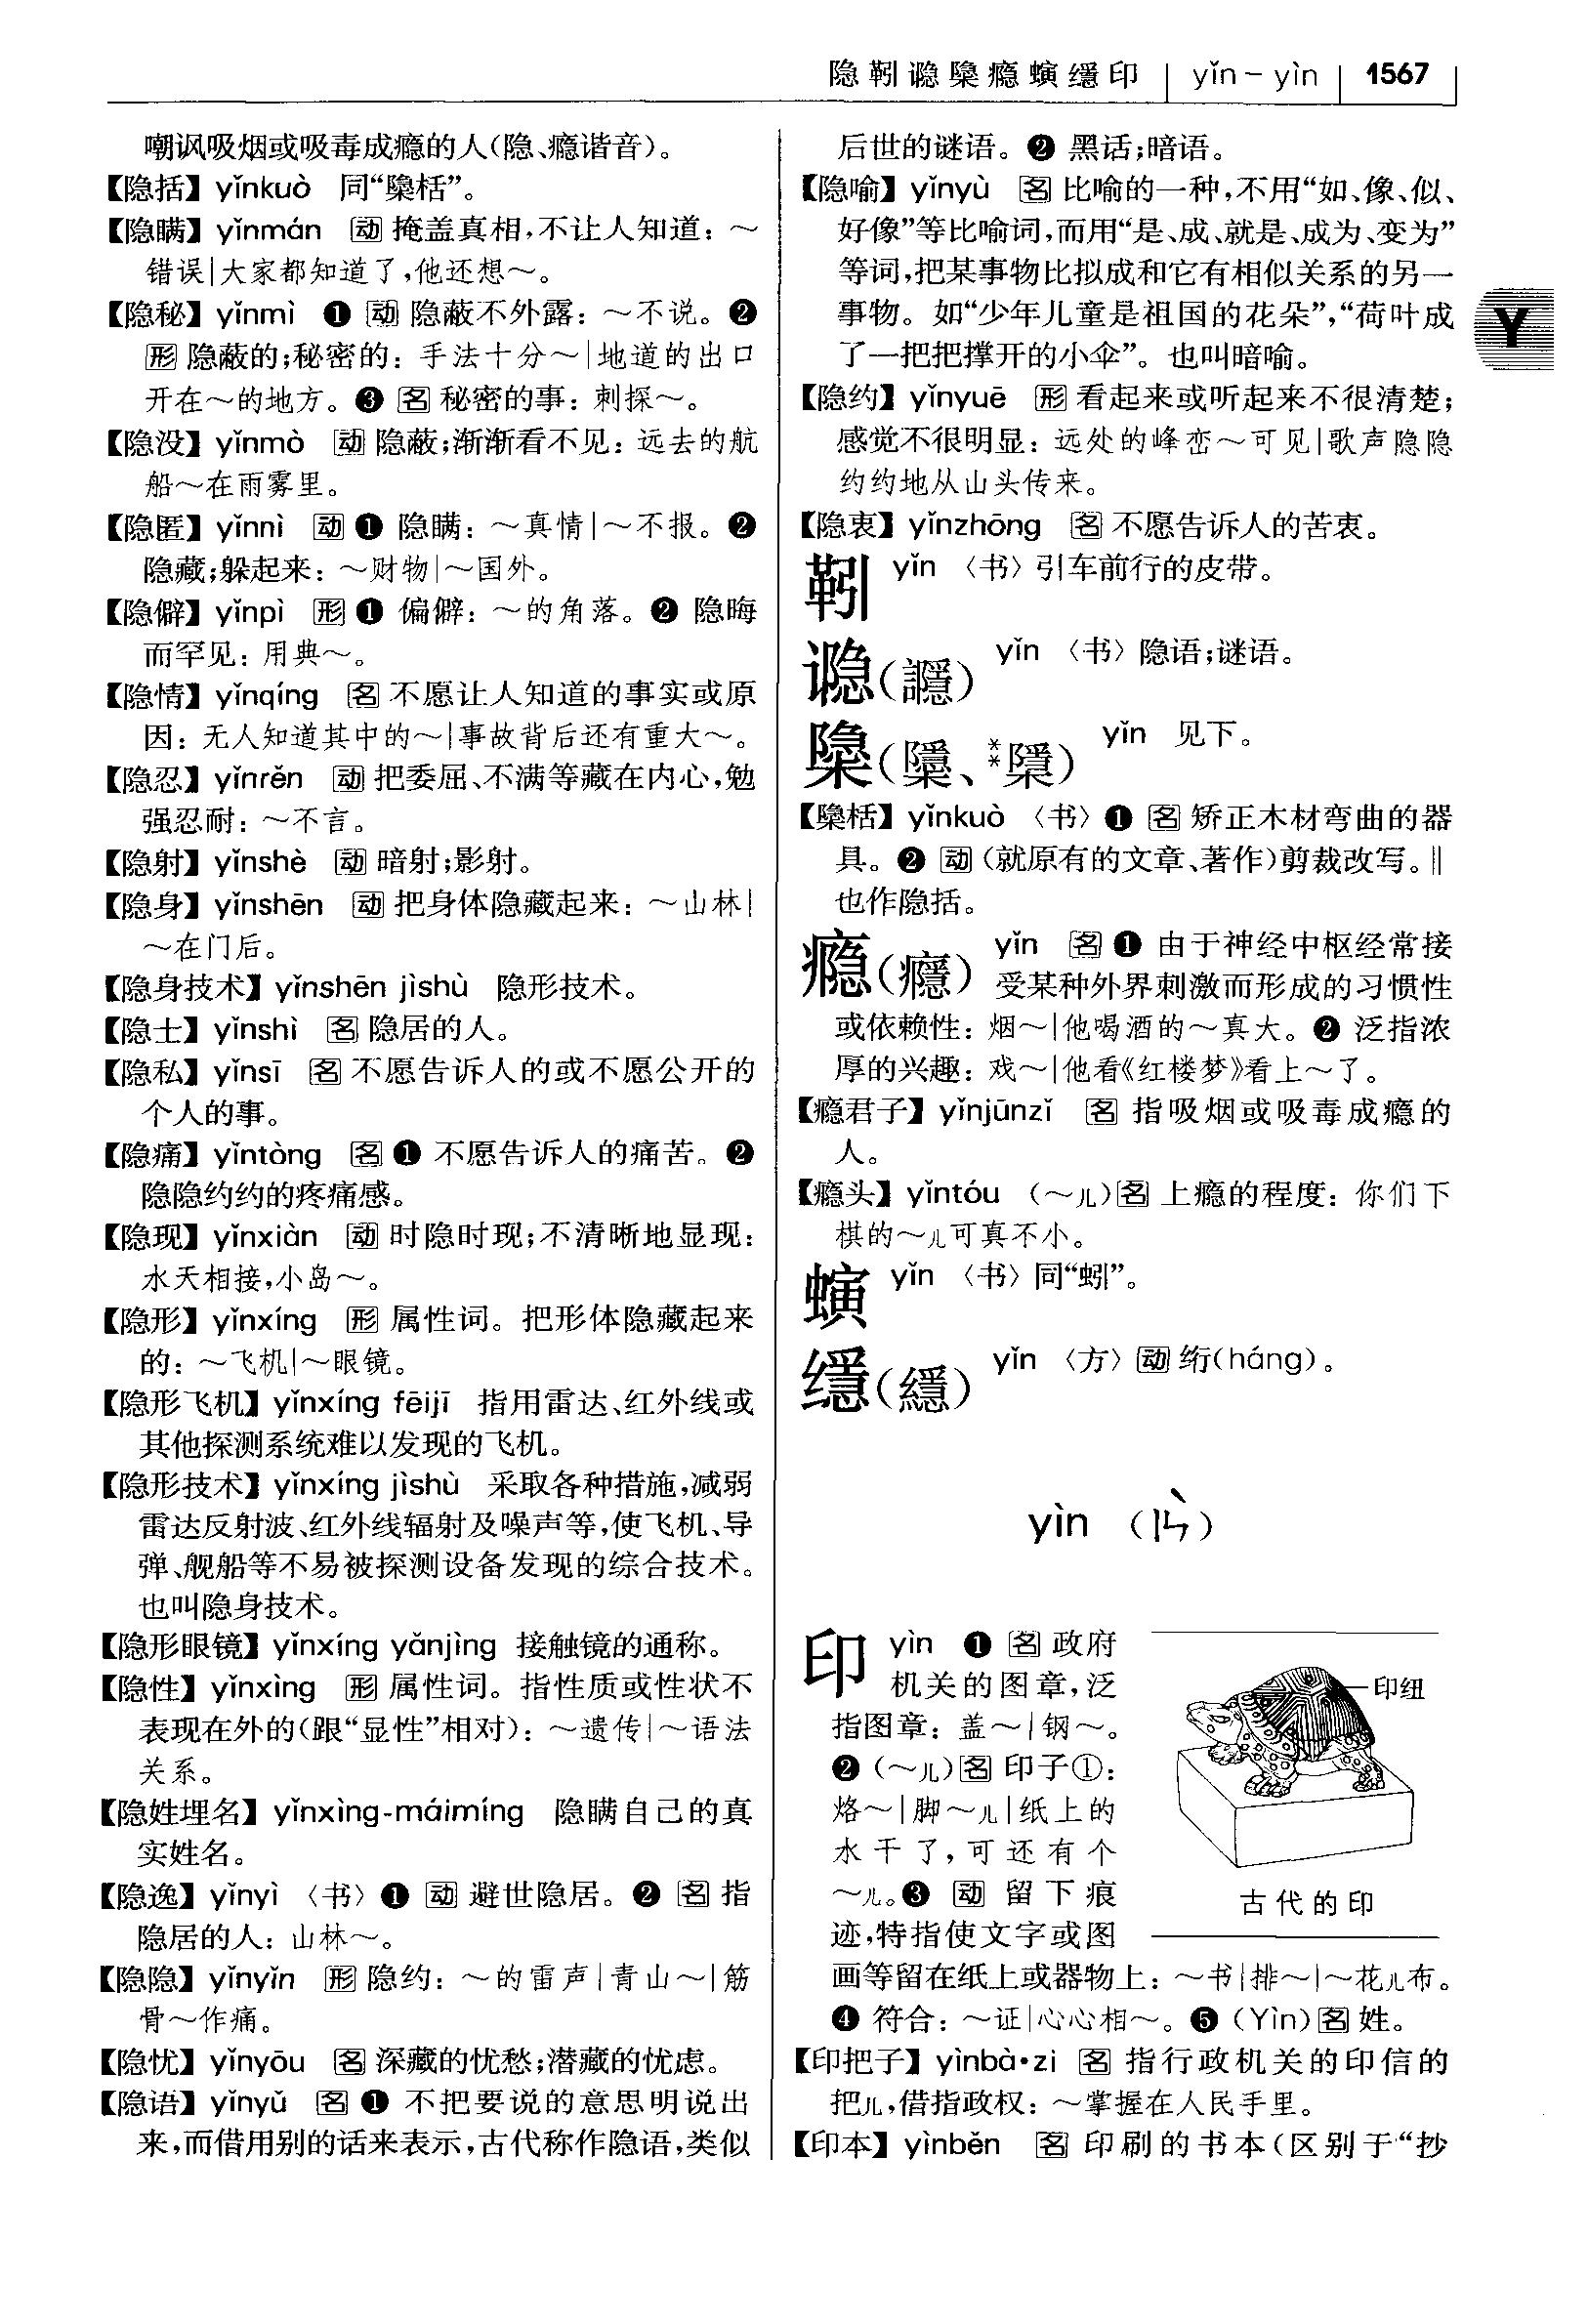 隐靷𬤇檃瘾螾𰬸印 yǐn－yìn 1567
嘲讽吸烟或吸毒成瘾的人(隐、瘾谐音)。
【隐括】yǐnkuò 同“檃栝”。
【隐瞒】yǐnmán 动 掩盖真相,不让人知道：～
错误|大家都知道了,他还想～。
【隐秘】yǐnmì ❶ 动 隐蔽不外露：～不说。❷
形 隐蔽的;秘密的：手法十分～|地道的出口
开在～的地方。❸ 名 秘密的事：刺探～。
【隐没】yǐnmò 动 隐蔽;渐渐看不见：远去的航
船～在雨雾里。
【隐匿】yǐnnì 动 ❶ 隐瞒：～真情|～不报。❷
隐藏;躲起来：～财物|～国外。
【隐僻】yǐnpì 形 ❶ 偏僻：～的角落。❷ 隐晦
而罕见：用典～。
【隐情】yǐnqíng 名 不愿让人知道的事实或原
因：无人知道其中的～|事故背后还有重大～。
【隐忍】yǐnrěn 动 把委屈、不满等藏在内心,勉
强忍耐：～不言。
【隐射】yǐnshè 动 暗射;影射。
【隐身】yǐnshēn 动 把身体隐藏起来：～山林|
～在门后。
【隐身技术】yǐnshēn jìshù 隐形技术。
【隐士】yǐnshì 名 隐居的人。
【隐私】yǐnsī 名 不愿告诉人的或不愿公开的
个人的事。
【隐痛】yǐntòng 名 ❶ 不愿告诉人的痛苦。❷
隐隐约约的疼痛感。
【隐现】yǐnxiàn 动 时隐时现;不清晰地显现：
水天相接,小岛～。
【隐形】yǐnxíng 形 属性词。把形体隐藏起来
的：～飞机|～眼镜。
【隐形飞机】yǐnxíng fēijī 指用雷达、红外线或
其他探测系统难以发现的飞机。
【隐形技术】yǐnxíng jìshù 采取各种措施,减弱
雷达反射波、红外线辐射及噪声等,使飞机、导
弹、舰船等不易被探测设备发现的综合技术。
也叫隐身技术。
【隐形眼镜】yǐnxíng yǎnjìng 接触镜的通称。
【隐性】yǐnxìng 形 属性词。指性质或性状不
表现在外的(跟“显性”相对)：～遗传|～语法
关系。
【隐姓埋名】yǐnxìng-máimíng 隐瞒自己的真
实姓名。
【隐逸】yǐnyì 〈书〉❶ 动 避世隐居。❷ 名 指
隐居的人：山林～。
【隐隐】yǐnyǐn 形 隐约：～的雷声|青山～|筋
骨～作痛。
【隐忧】yǐnyōu 名 深藏的忧愁;潜藏的忧虑。
【隐语】yǐnyǔ 名 ❶ 不把要说的意思明说出
来,而借用别的话来表示,古代称作隐语,类似
后世的谜语。❷ 黑话;暗语。
【隐喻】yǐnyù 名 比喻的一种,不用“如、像、似、
好像”等比喻词,而用“是、成、就是、成为、变为”
等词,把某事物比拟成和它有相似关系的另一
事物。如“少年儿童是祖国的花朵”,“荷叶成
了一把把撑开的小伞”。也叫暗喻。
【隐约】yǐnyuē 形 看起来或听起来不很清楚;
感觉不很明显：远处的峰峦～可见|歌声隐隐
约约地从山头传来。
【隐衷】yǐnzhōng 名 不愿告诉人的苦衷。
靷 yǐn 〈书〉引车前行的皮带。
𬤇(讔) yǐn 〈书〉隐语;谜语。
檃(檃、**櫽) yǐn 见下。
【檃栝】yǐnkuò 〈书〉❶ 名 矫正木材弯曲的器
具。❷ 动 (就原有的文章、著作)剪裁改写。‖
也作隐括。
瘾(癮) yǐn 名 ❶ 由于神经中枢经常接
受某种外界刺激而形成的习惯性
或依赖性：烟～|他喝酒的～真大。❷ 泛指浓
厚的兴趣：戏～|他看《红楼梦》看上～了。
【瘾君子】yǐnjūnzǐ 名 指吸烟或吸毒成瘾的
人。
【瘾头】yǐntóu (～儿)名 上瘾的程度：你们下
棋的～儿可真不小。
螾 yǐn 〈书〉同“蚓”。
𰬸(縯) yǐn 〈方〉动 绗(háng)。
yìn (ㄧㄣˋ)
印 yìn ❶ 名 政府
机关的图章,泛
指图章：盖～|钢～。
❷ (～儿)名 印子①：
烙～|脚～儿|纸上的
水干了,可还有个
～儿。❸ 动 留下痕
迹,特指使文字或图
画等留在纸上或器物上：～书|排～|～花儿布。
❹ 符合：～证|心心相～。❺ (Yìn)名 姓。
印纽
古代的印
【印把子】yìnbà·zi 名 指行政机关的印信的
把儿,借指政权：～掌握在人民手里。
【印本】yìnběn 名 印刷的书本(区别于“抄
Y